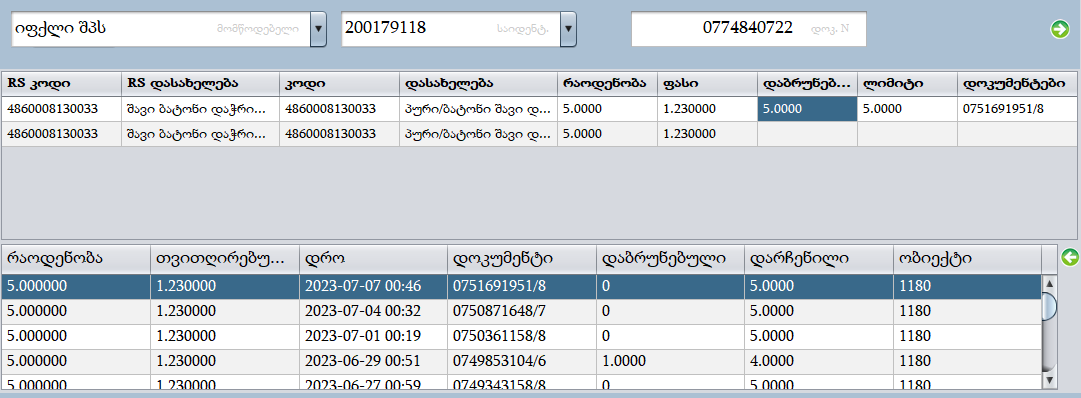 იფქლი შპს მომწოდებელი 200179118 საიდენტ. 0774840722 დოკ. N
RS კოდი RS დასახელება კოდი დასახელება რაოდენობა ფასი დაბრუნებ... ლიმიტი დოკუმენტები
4860008130033 შავი ბატონი დაჭრი... 4860008130033 პური/ბატონი შავი დ... 5.0000 1.230000 5.0000 5.0000 0751691951/8
4860008130033 შავი ბატონი დაჭრი... 4860008130033 პური/ბატონი შავი დ... 5.0000 1.230000
რაოდენობა თვითღირებუ... დრო დოკუმენტი დაბრუნებული დარჩენილი ობიექტი
5.000000 1.230000 2023-07-07 00:46 0751691951/8 0 5.0000 1180
5.000000 1.230000 2023-07-04 00:32 0750871648/7 0 5.0000 1180
5.000000 1.230000 2023-07-01 00:19 0750361158/8 0 5.0000 1180
5.000000 1.230000 2023-06-29 00:51 0749853104/6 1.0000 4.0000 1180
5.000000 1.230000 2023-06-27 00:59 0749343158/8 0 5.0000 1180